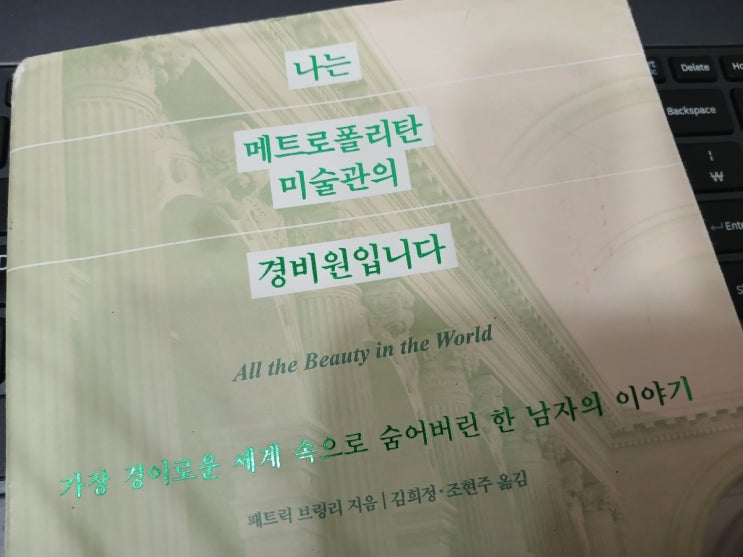 나는
메트로폴리탄
미술관의
경비원입니다
All the Beauty in the World
가장 경이로운 세계 속으로 숨어버린 한 남자의 이야기
패트릭 브링리 지음 | 김희정·조현주 옮김
Delete
Backspace
₩
Enter